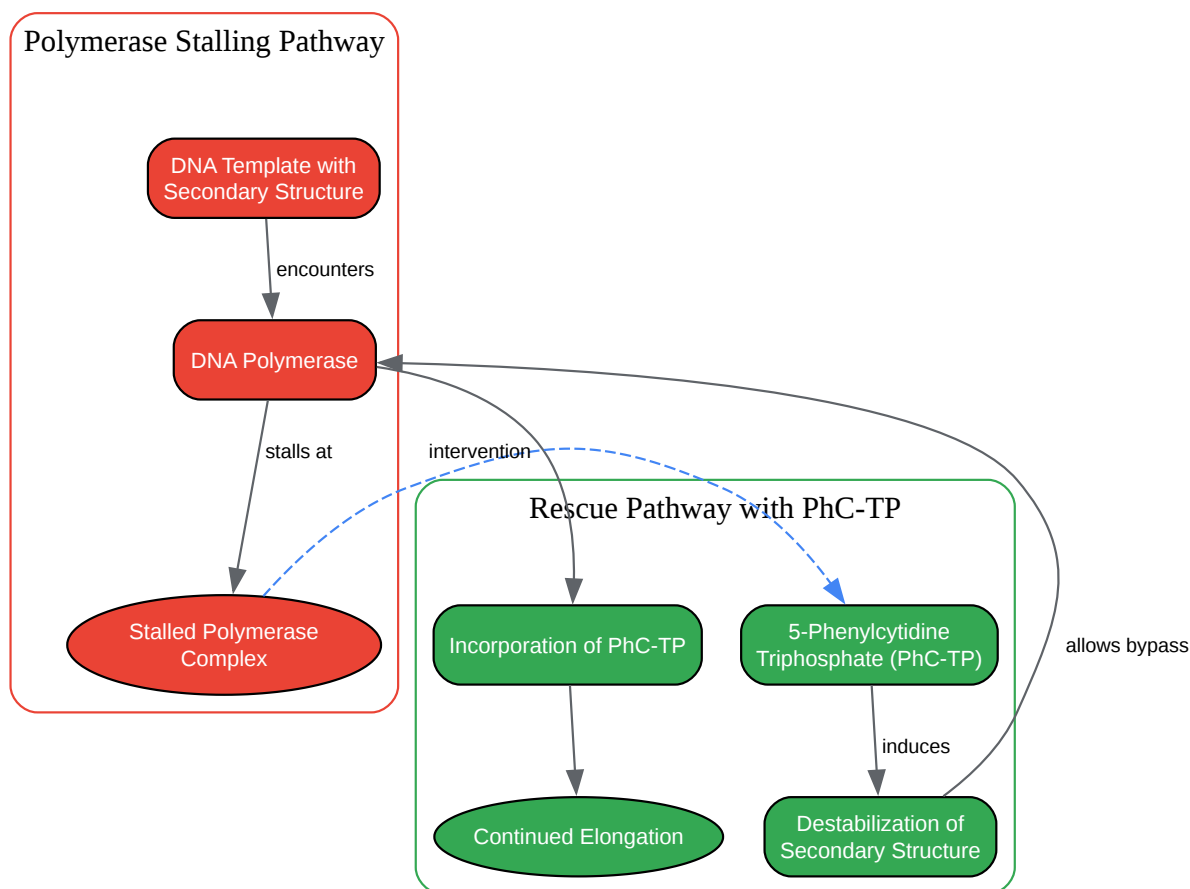 Polymerase Stalling Pathway
DNA Template with
Secondary Structure
encounters
DNA Polymerase
stalls at
intervention
Stalled Polymerase
Complex
Rescue Pathway with PhC-TP
Incorporation of PhC-TP
5-Phenylcytidine
Triphosphate (PhC-TP)
allows bypass
induces
Continued Elongation
Destabilization of
Secondary Structure